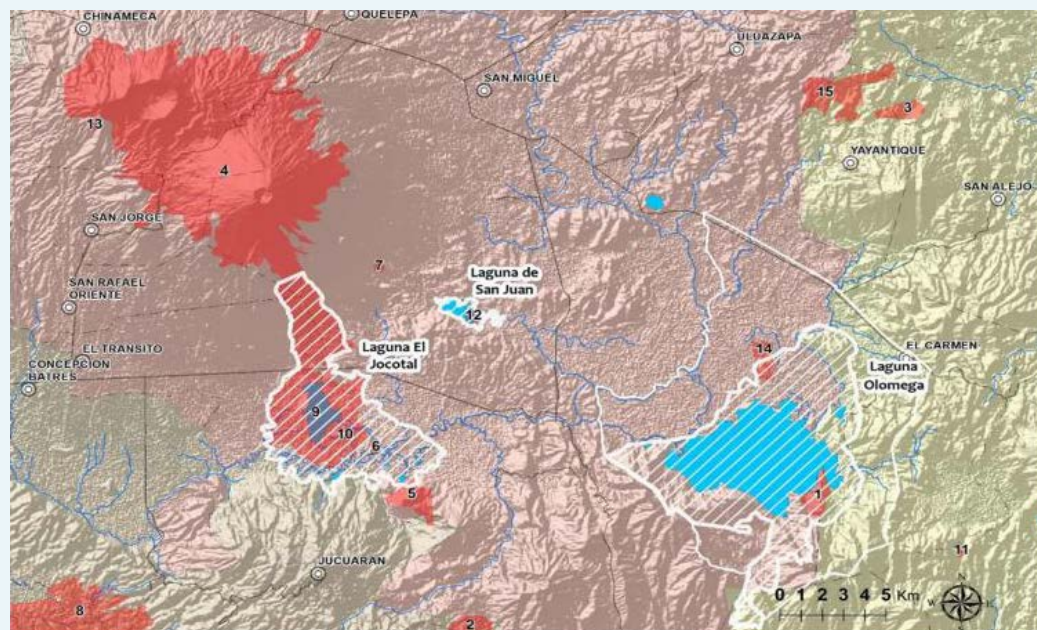 CHINAMECA
QUELEPA
ULUAZAPA
SAN MIGUEL
15
3
13
YAYANTIQUE
4
SAN ALEJO
SAN JORGE
7
Laguna de
San Juan
SAN RAFAEL
ORIENTE
12
Laguna El
Jocotal
EL TRANSITO
CONCEPCION
BATRES
14
EL CARMEN
Laguna
Olomega
9
10
6
5
1
11
JUCUARAN
N
W
E
0 1 2 3 4 5 Km
8
2